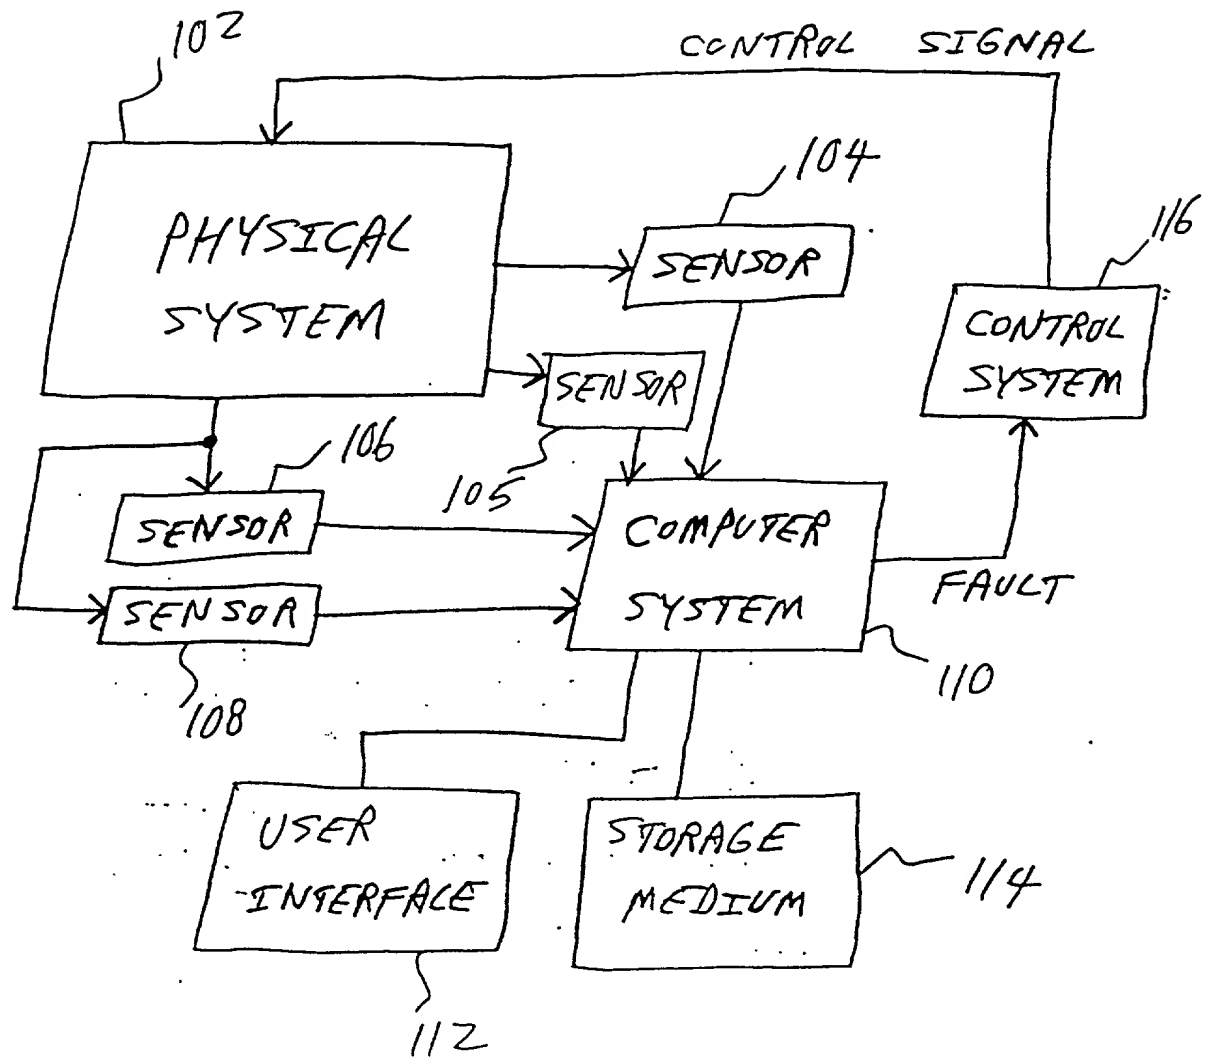 102
CONTROL SIGNAL
104
PHYSICAL
SYSTEM
SENSOR
116
CONTROL
SYSTEM
SENSOR
106
105
SENSOR
COMPUTER
SYSTEM
FAULT
SENSOR
110
108
USER
INTERFACE
STORAGE
MEDIUM
114
112